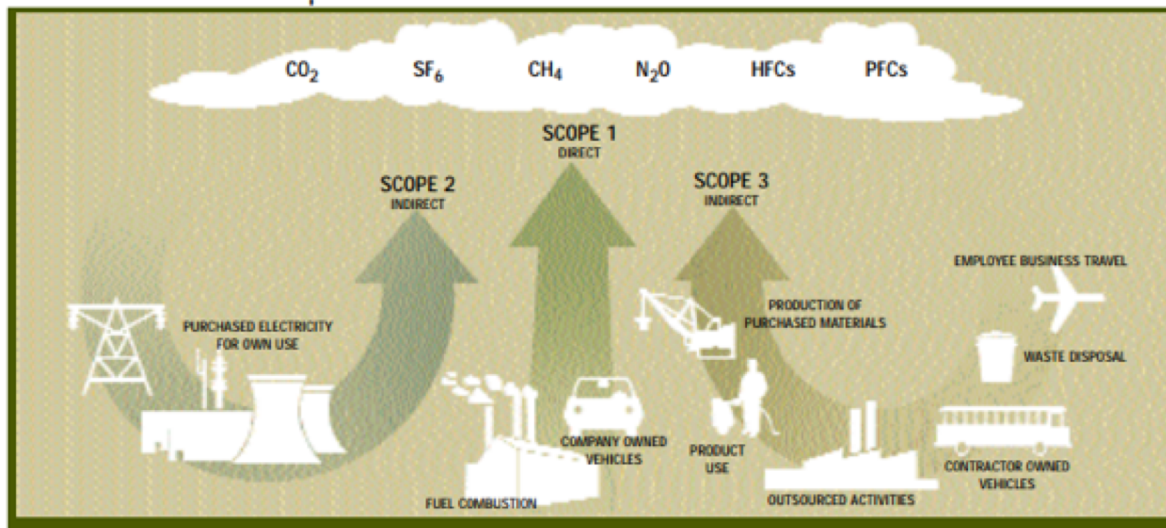 CO₂ SF₆ CH₄ N₂O HFCs PFCs
SCOPE 1
DIRECT
SCOPE 2
INDIRECT
SCOPE 3
INDIRECT
EMPLOYEE BUSINESS TRAVEL
PURCHASED ELECTRICITY
FOR OWN USE
PRODUCTION OF
PURCHASED MATERIALS
WASTE DISPOSAL
COMPANY OWNED
VEHICLES
PRODUCT
USE
CONTRACTOR OWNED
VEHICLES
FUEL COMBUSTION
OUTSOURCED ACTIVITIES